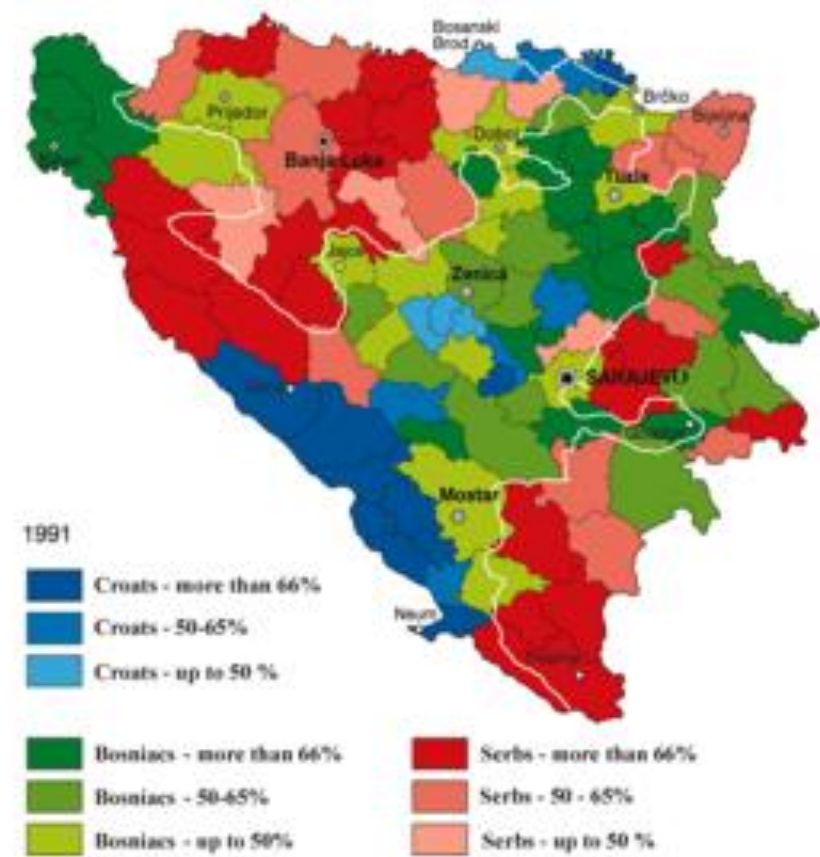 Bosanski
Brod
Brčko
Prijedor
Doboj
Banja Luka
Tuzla
Jajce
Zenica
SARAJEVO
Mostar
1991
Neum
Croats - more than 66%
Croats - 50-65%
Croats - up to 50 %
Bosniacs - more than 66%
Bosniacs - 50-65%
Bosniacs - up to 50%
Serbs - more than 66%
Serbs - 50 - 65%
Serbs - up to 50 %